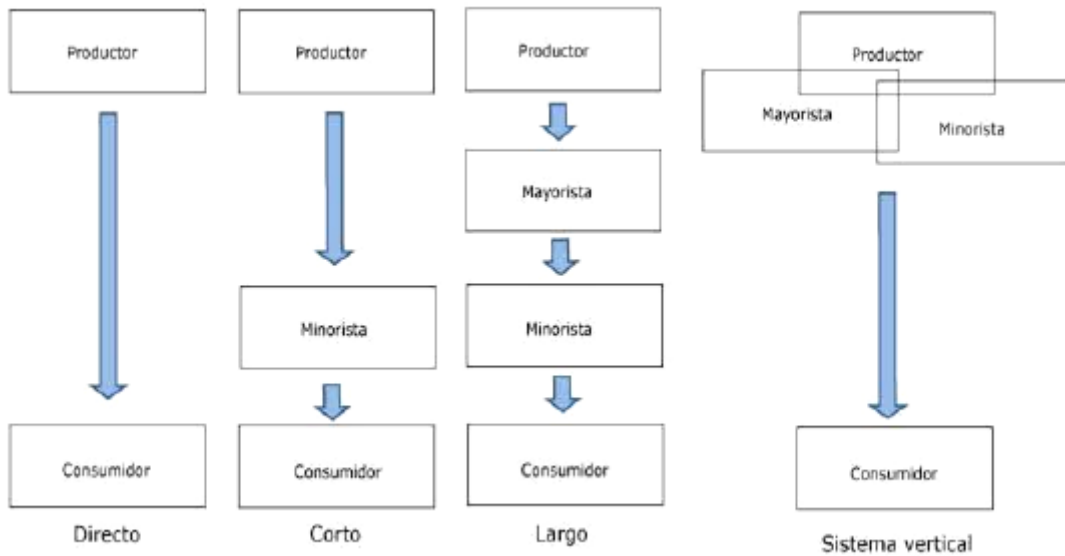 Productor
Productor
Productor
Productor
Mayorista
Minorista
Mayorista
Minorista
Minorista
Consumidor
Consumidor
Consumidor
Consumidor
Directo
Corto
Largo
Sistema vertical